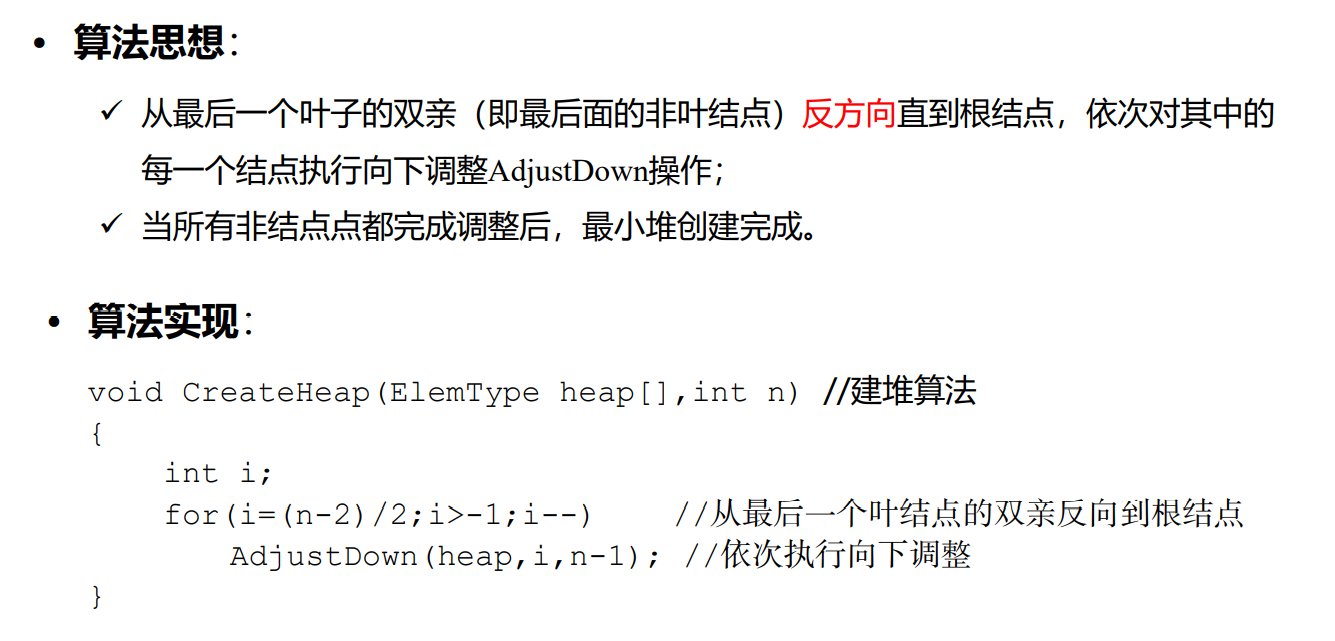 • 算法思想:
✓ 从最后一个叶子的双亲（即最后面的非叶结点）反方向直到根结点，依次对其中的
每一个结点执行向下调整AdjustDown操作；
✓ 当所有非结点点都完成调整后，最小堆创建完成。
• 算法实现:
void CreateHeap(ElemType heap[],int n) //建堆算法
{
int i;
for(i=(n-2)/2;i>-1;i--) //从最后一个叶结点的双亲反向到根结点
AdjustDown(heap,i,n-1); //依次执行向下调整
}